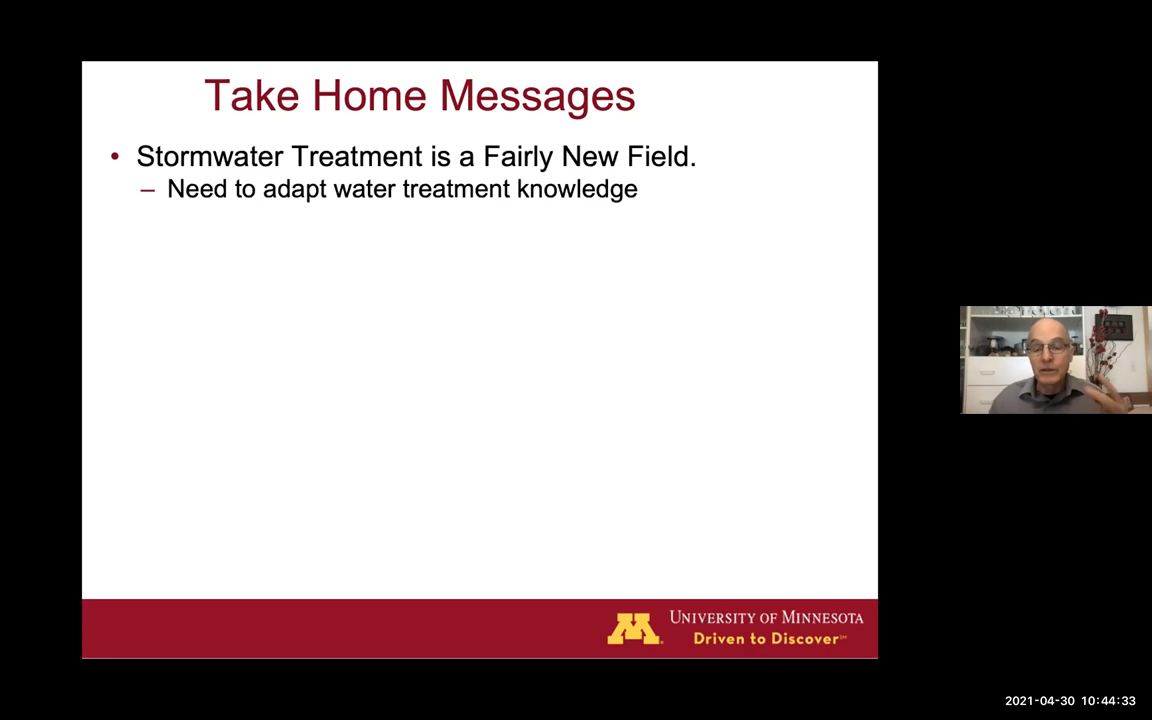 Take Home Messages
• Stormwater Treatment is a Fairly New Field.
– Need to adapt water treatment knowledge
M
UNIVERSITY OF MINNESOTA
Driven to Discover℠
2021-04-30 10:44:33